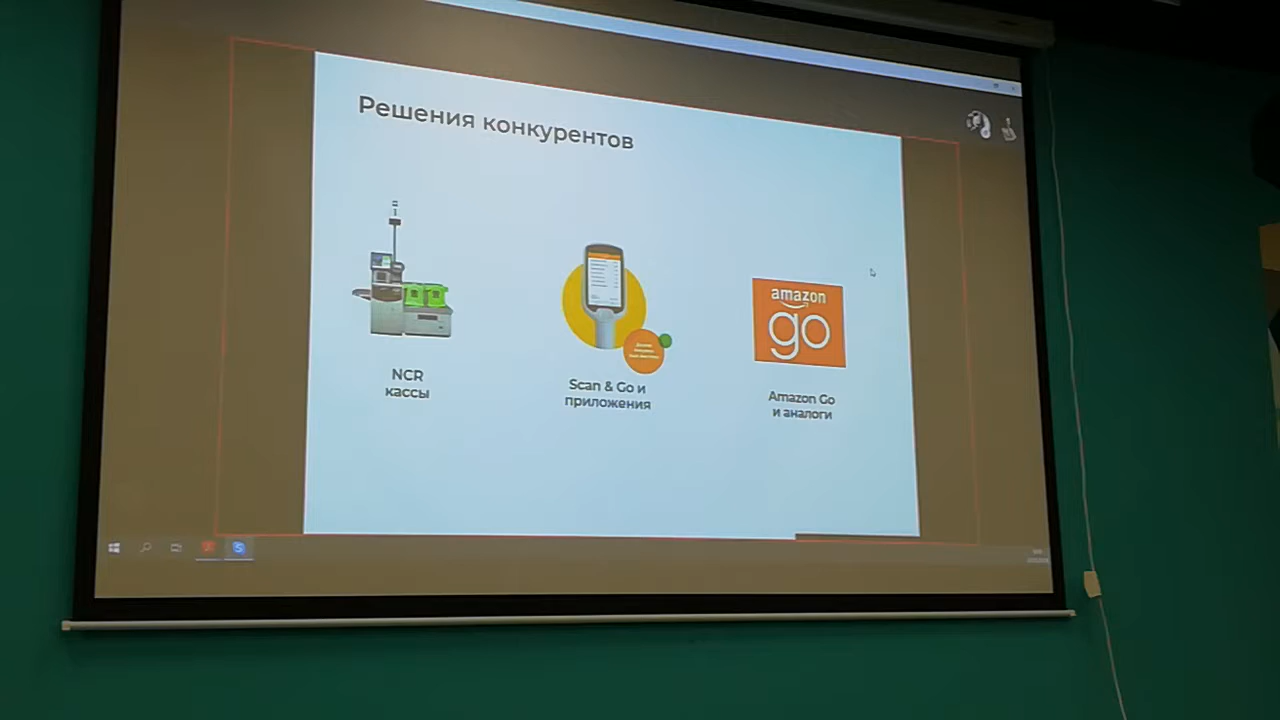 Решения конкурентов
NCR
кассы
Scan & Go и
приложения
amazon
go
Amazon Go
и аналоги